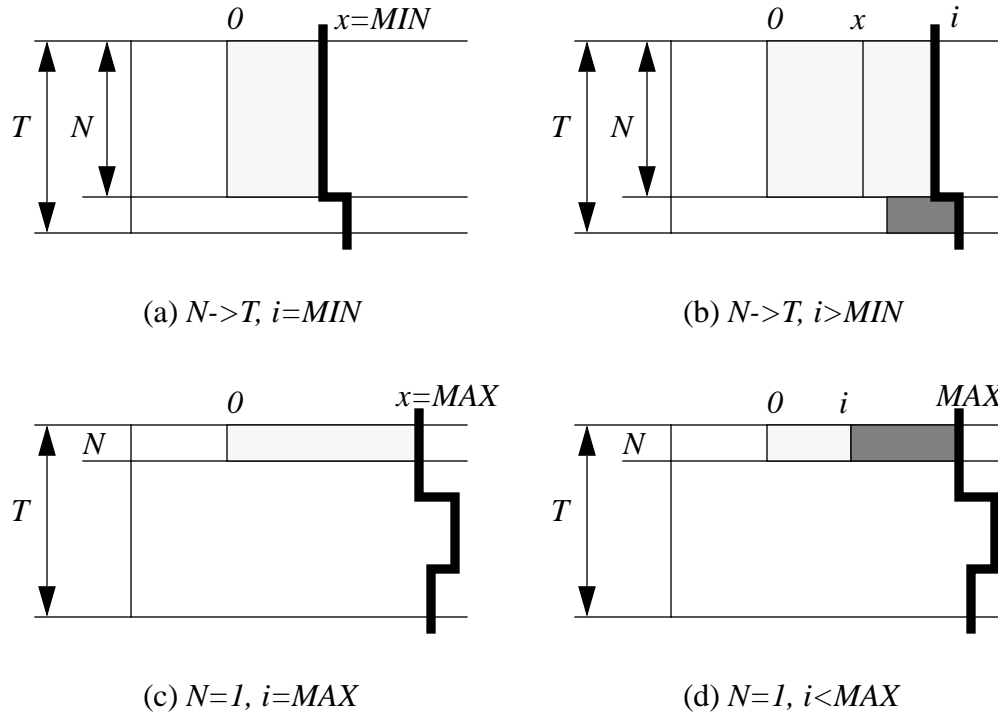 0 x=MIN
T N
(a) N->T, i=MIN
0 x i
T N
(b) N->T, i>MIN
0 x=MAX
N
T
(c) N=1, i=MAX
0 i MAX
N
T
(d) N=1, i<MAX